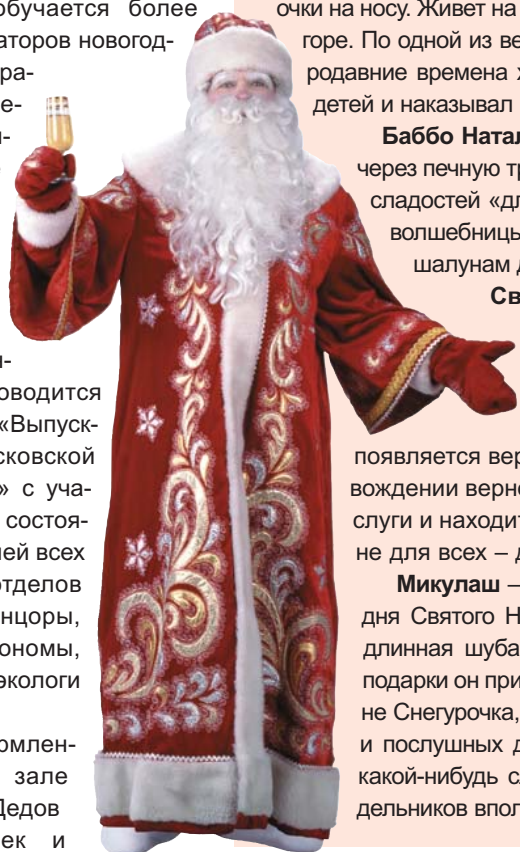 обучается более
аторов новогод-
ра-
е-
и-
н-
оводится
«Выпуск-
сковской
» с уча-
состоя-
лей всех
отделов
нцоры,
ономы,
экологи
омлен-
зале
Дедов
ек и
очки на носу. Живет на
горе. По одной из ве
родавние времена х
детей и наказывал
Баббо Натал
через печную тр
сладостей «дл
волшебницы
шалунам д
Св
появляется вер
вождении верно
слуги и находит
не для всех – д
Микулаш –
дня Святого Н
длинная шуба
подарки он при
не Снегурочка,
и послушных д
какой-нибудь сл
дельников впол